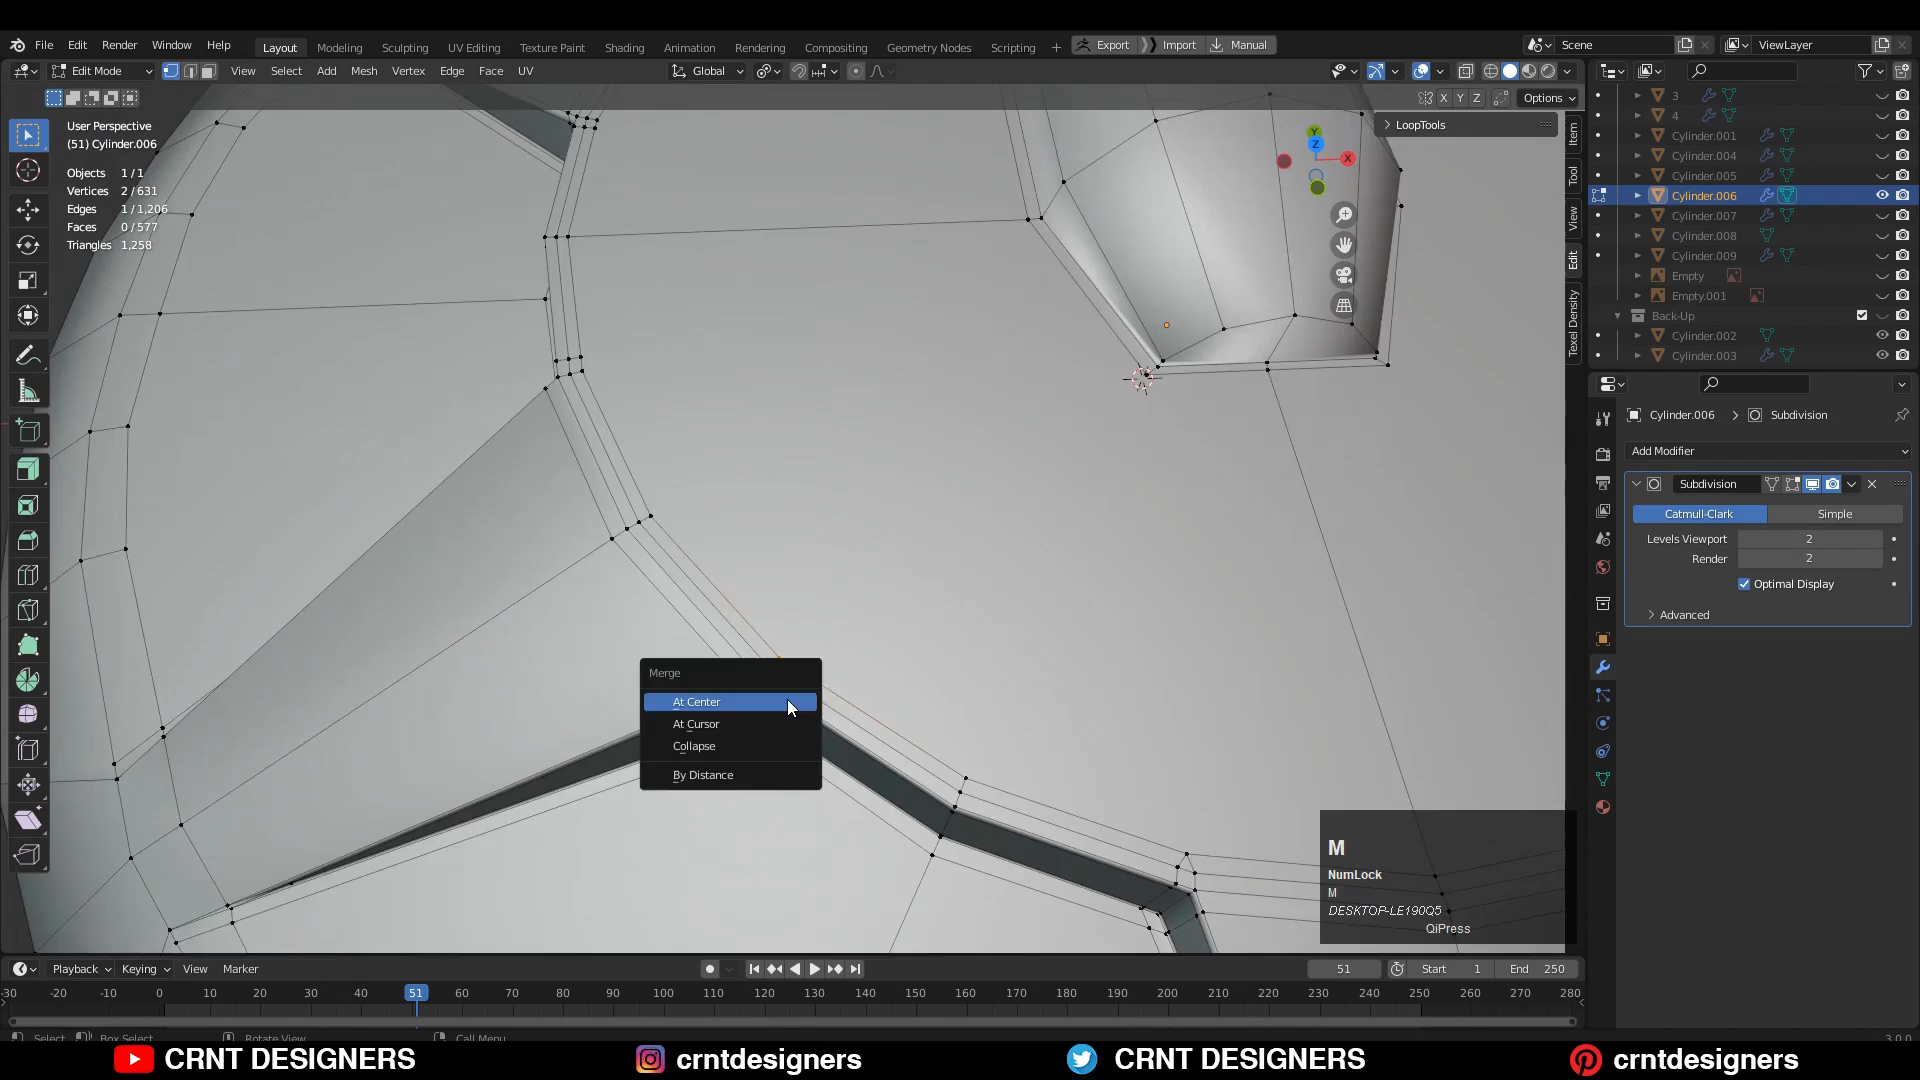 File Edit Render Window Help Layout Modeling Sculpting UV Editing Texture Paint Shading Animation Rendering Compositing Geometry Nodes Scripting + Export Import Manual Scene ViewLayer
Edit Mode View Select Add Mesh Vertex Edge Face UV Global
X Y Z Options
User Perspective
(51) Cylinder.006
Objects 1/1
Vertices 2/631
Edges 1/1,206
Faces 0/577
Triangles 1,258
LoopTools
Y
Z
X
Item
Tool
View
Edit
Texel Density
3
4
Cylinder.001
Cylinder.004
Cylinder.005
Cylinder.006
Cylinder.007
Cylinder.008
Cylinder.009
Empty
Empty.001
Back-Up
Cylinder.002
Cylinder.003
Cylinder.006 > Subdivision
Add Modifier
Subdivision
Catmull-Clark Simple
Levels Viewport 2
Render 2
Optimal Display
Advanced
Merge
At Center
At Cursor
Collapse
By Distance
M
NumLock
M
DESKTOP-LE190Q5
QiPress
Playback Keying View Marker 51 Start 1 End 250
-30 -20 -10 0 10 20 30 40 51 60 70 80 90 100 110 120 130 140 150 160 170 180 190 200 210 220 230 240 250 260 270 280
Select Box Select Rotate View Call Menu 3.0.0
CRNT DESIGNERS crntdesigners CRNT DESIGNERS crntdesigners